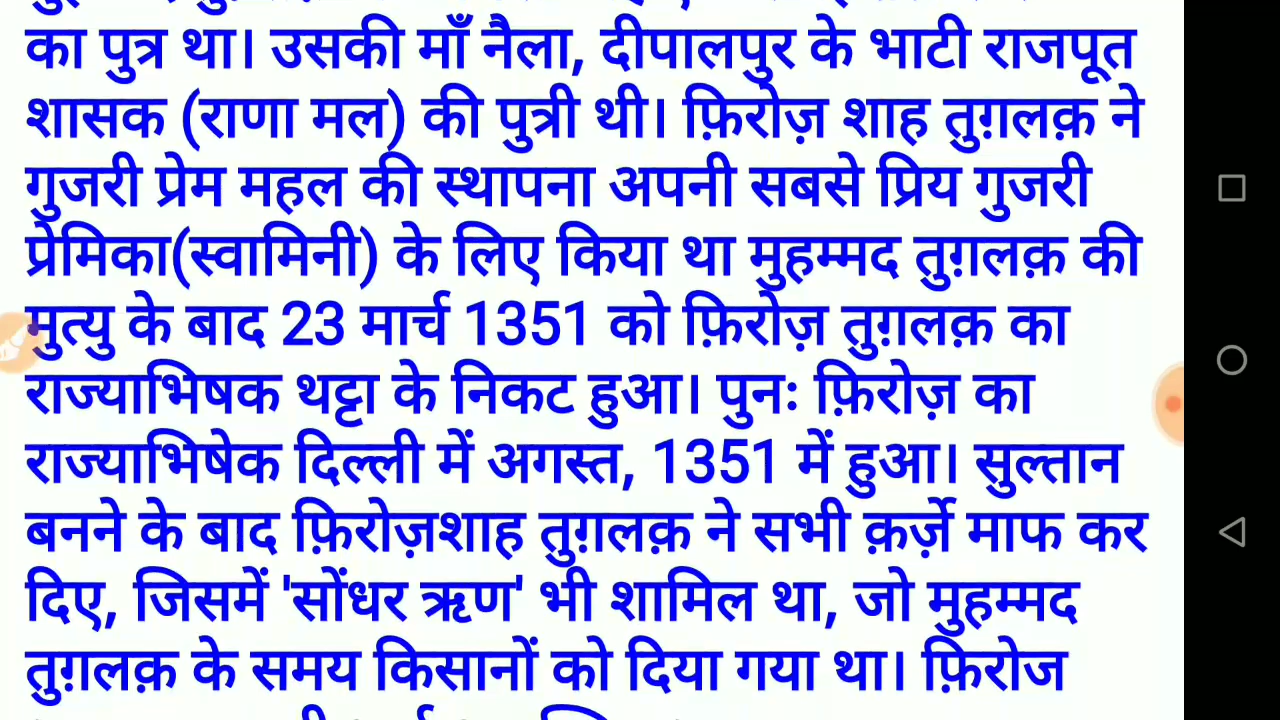 का पुत्र था। उसकी माँ नैला, दीपालपुर के भाटी राजपूत
शासक (राणा मल) की पुत्री थी। फ़िरोज़ शाह तुग़लक़ ने
गुजरी प्रेम महल की स्थापना अपनी सबसे प्रिय गुजरी
प्रेमिका(स्वामिनी) के लिए किया था मुहम्मद तुग़लक़ की
मुत्यु के बाद 23 मार्च 1351 को फ़िरोज़ तुग़लक़ का
राज्याभिषक थट्टा के निकट हुआ। पुनः फ़िरोज़ का
राज्याभिषेक दिल्ली में अगस्त, 1351 में हुआ। सुल्तान
बनने के बाद फ़िरोज़शाह तुग़लक़ ने सभी क़र्ज़े माफ कर
दिए, जिसमें 'सोंधर ऋण' भी शामिल था, जो मुहम्मद
तुग़लक़ के समय किसानों को दिया गया था। फ़िरोज